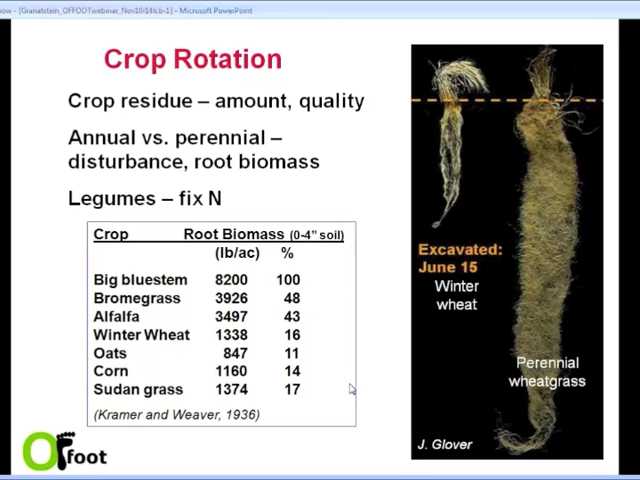 now - [Granatstein_OFFOOTwebinar_Nov10r14lcb-1] - Microsoft PowerPoint
Crop Rotation
Crop residue – amount, quality
Annual vs. perennial –
disturbance, root biomass
Legumes – fix N
Crop Root Biomass (0-4" soil)
(lb/ac) %
Big bluestem 8200 100
Bromegrass 3926 48
Alfalfa 3497 43
Winter Wheat 1338 16
Oats 847 11
Corn 1160 14
Sudan grass 1374 17
(Kramer and Weaver, 1936)
Excavated:
June 15
Winter
wheat
Perennial
wheatgrass
J. Glover
OFfoot